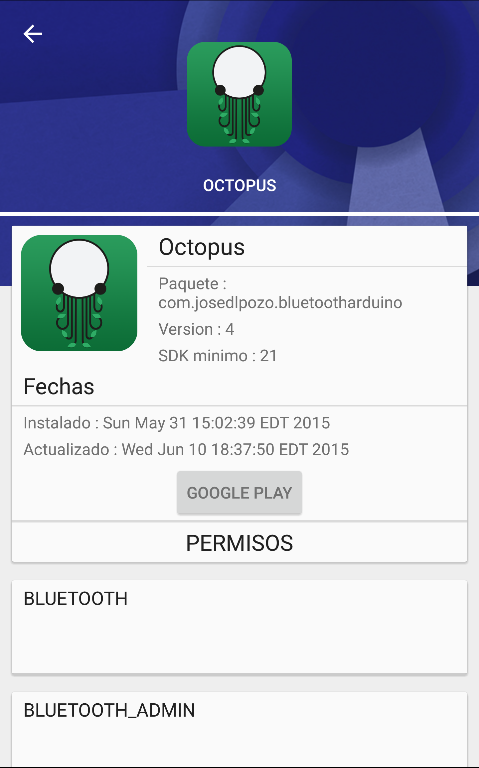 OCTOPUS
Octopus
Paquete :
com.josedlpozo.bluetootharduino
Version : 4
SDK minimo : 21
Fechas
Instalado : Sun May 31 15:02:39 EDT 2015
Actualizado : Wed Jun 10 18:37:50 EDT 2015
GOOGLE PLAY
PERMISOS
BLUETOOTH
BLUETOOTH_ADMIN